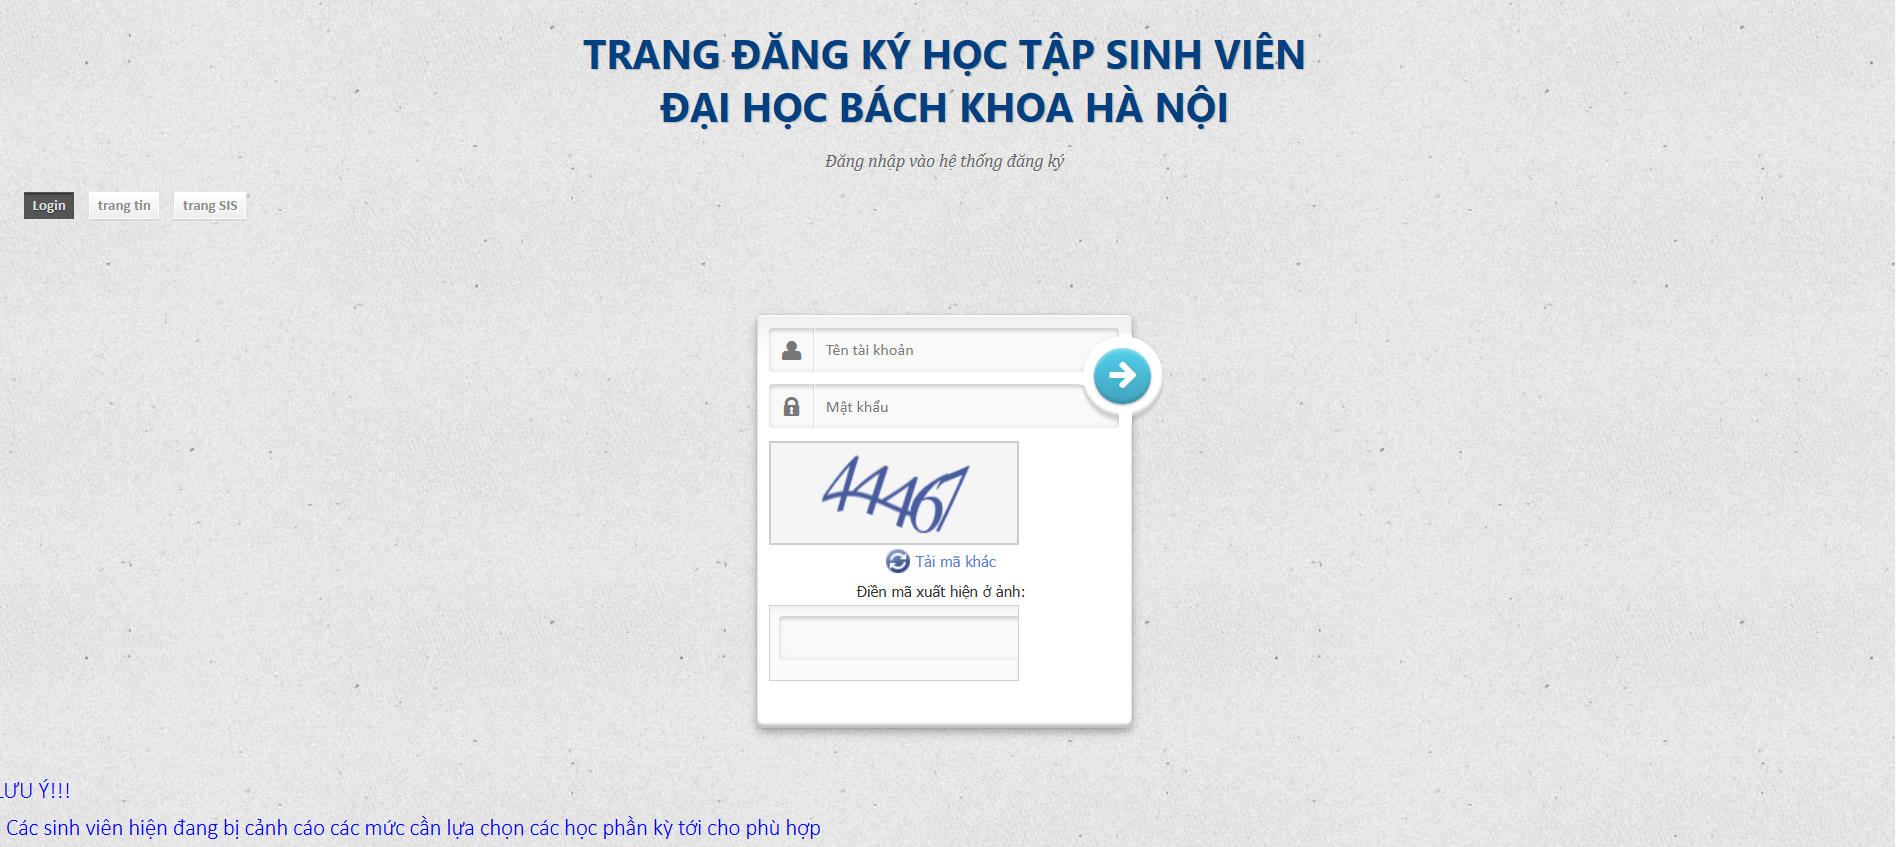 TRANG ĐĂNG KÝ HỌC TẬP SINH VIÊN
ĐẠI HỌC BÁCH KHOA HÀ NỘI
Đăng nhập vào hệ thống đăng ký
Login trang tin trang SIS
Tên tài khoản
Mật khẩu
44467
Tải mã khác
Điền mã xuất hiện ở ảnh:
LƯU Ý!!!
Các sinh viên hiện đang bị cảnh cáo các mức cần lựa chọn các học phần kỳ tới cho phù hợp